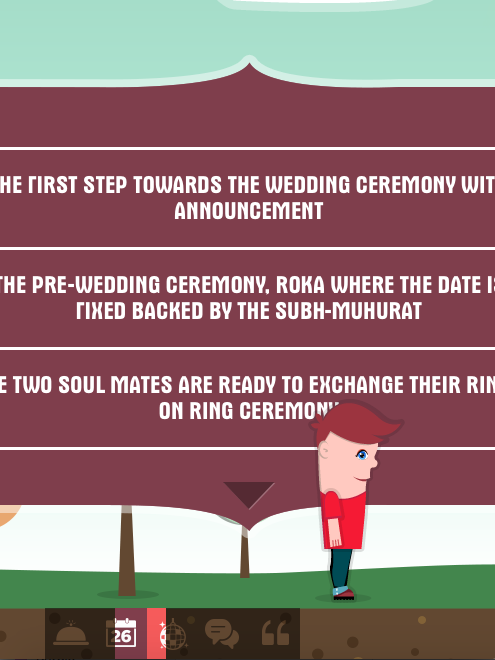 HE FIRST STEP TOWARDS THE WEDDING CEREMONY WIT
ANNOUNCEMENT
THE PRE-WEDDING CEREMONY, ROKA WHERE THE DATE IS
FIXED BACKED BY THE SUBH-MUHURAT
E TWO SOUL MATES ARE READY TO EXCHANGE THEIR RIN
ON RING CEREMONY
26